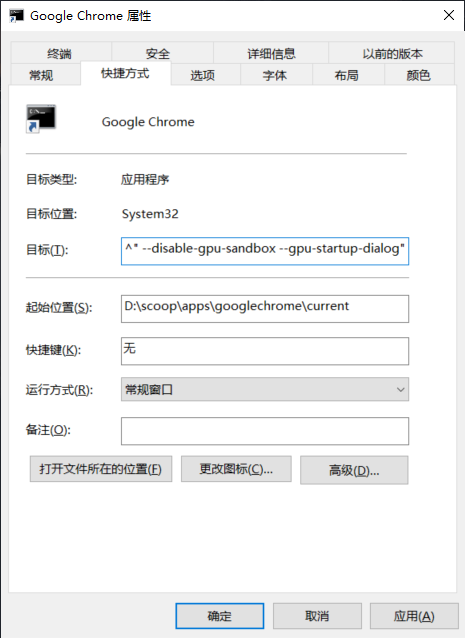 Google Chrome 属性
终端 安全 详细信息 以前的版本
常规 快捷方式 选项 字体 布局 颜色
Google Chrome
目标类型: 应用程序
目标位置: System32
目标(T): ^" --disable-gpu-sandbox --gpu-startup-dialog"
起始位置(S): D:\scoop\apps\googlechrome\current
快捷键(K): 无
运行方式(R): 常规窗口
备注(O):
打开文件所在的位置(F) 更改图标(C)... 高级(D)...
确定 取消 应用(A)